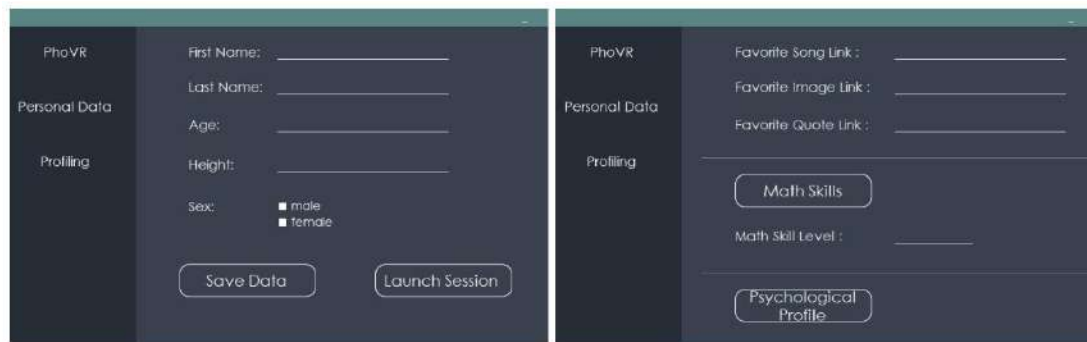 PhoVR
Personal Data
Profiling
First Name:
Last Name:
Age:
Height:
Sex:
male
female
Save Data
Launch Session
PhoVR
Personal Data
Profiling
Favorite Song Link :
Favorite Image Link :
Favorite Quote Link :
Math Skills
Math Skill Level :
Psychological
Profile